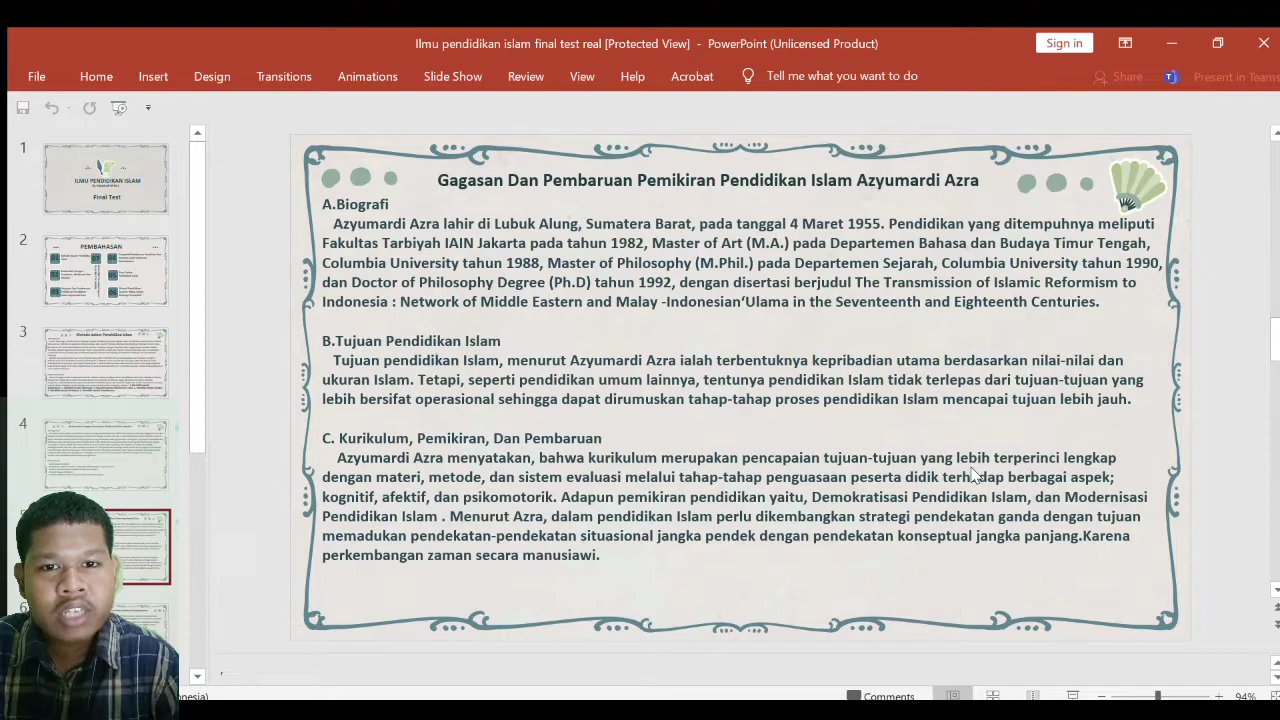 Ilmu pendidikan islam final test real [Protected View] - PowerPoint (Unlicensed Product)
Sign in
File Home Insert Design Transitions Animations Slide Show Review View Help Acrobat Tell me what you want to do Share Present in Teams
1
ILMU PENDIDIKAN ISLAM
Final Test
2
PEMBAHASAN
3
4
Gagasan Dan Pembaruan Pemikiran Pendidikan Islam Azyumardi Azra
A.Biografi
Azyumardi Azra lahir di Lubuk Alung, Sumatera Barat, pada tanggal 4 Maret 1955. Pendidikan yang ditempuhnya meliputi
Fakultas Tarbiyah IAIN Jakarta pada tahun 1982, Master of Art (M.A.) pada Departemen Bahasa dan Budaya Timur Tengah,
Columbia University tahun 1988, Master of Philosophy (M.Phil.) pada Departemen Sejarah, Columbia University tahun 1990,
dan Doctor of Philosophy Degree (Ph.D) tahun 1992, dengan disertasi berjudul The Transmission of Islamic Reformism to
Indonesia : Network of Middle Eastern and Malay -Indonesian’Ulama in the Seventeenth and Eighteenth Centuries.
B.Tujuan Pendidikan Islam
Tujuan pendidikan Islam, menurut Azyumardi Azra ialah terbentuknya kepribadian utama berdasarkan nilai-nilai dan
ukuran Islam. Tetapi, seperti pendidikan umum lainnya, tentunya pendidikan Islam tidak terlepas dari tujuan-tujuan yang
lebih bersifat operasional sehingga dapat dirumuskan tahap-tahap proses pendidikan Islam mencapai tujuan lebih jauh.
C. Kurikulum, Pemikiran, Dan Pembaruan
Azyumardi Azra menyatakan, bahwa kurikulum merupakan pencapaian tujuan-tujuan yang lebih terperinci lengkap
dengan materi, metode, dan sistem evaluasi melalui tahap-tahap penguasaan peserta didik terhadap berbagai aspek;
kognitif, afektif, dan psikomotorik. Adapun pemikiran pendidikan yaitu, Demokratisasi Pendidikan Islam, dan Modernisasi
Pendidikan Islam . Menurut Azra, dalam pendidikan Islam perlu dikembangkan strategi pendekatan ganda dengan tujuan
memadukan pendekatan-pendekatan situasional jangka pendek dengan pendekatan konseptual jangka panjang.Karena
perkembangan zaman secara manusiawi.
Comments 94%